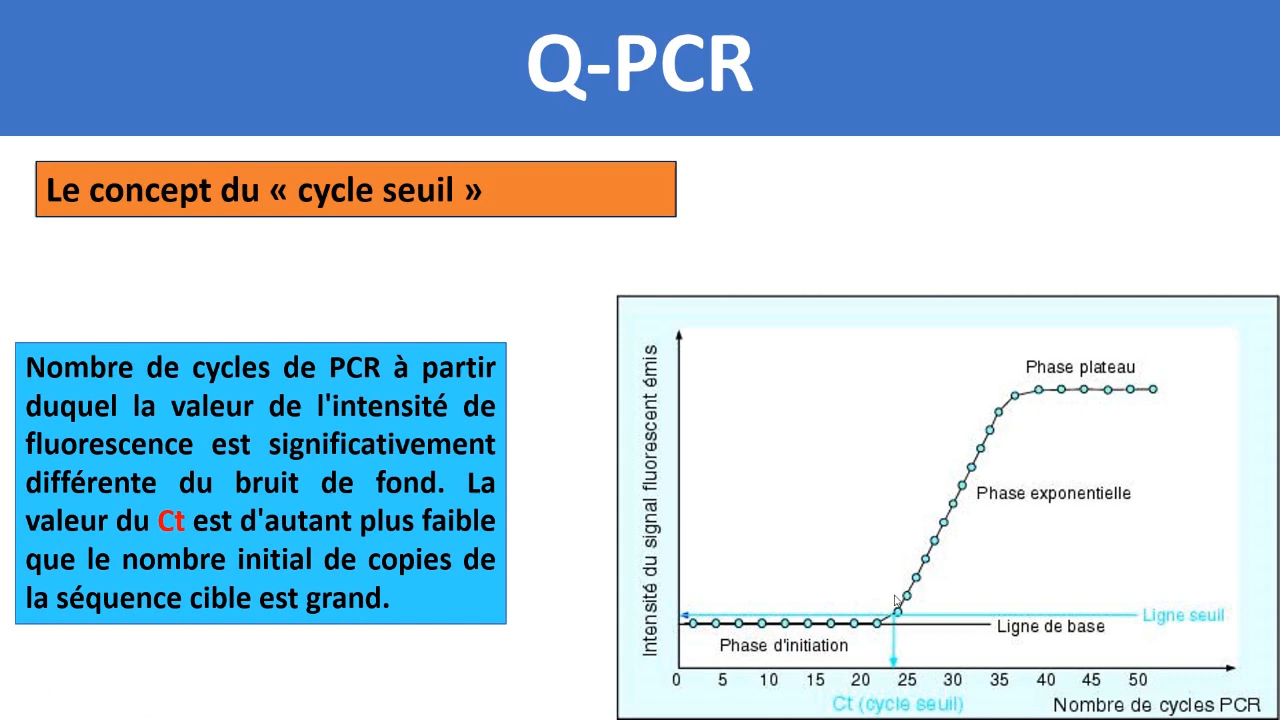 Q-PCR
Le concept du « cycle seuil »
Nombre de cycles de PCR à partir
duquel la valeur de l'intensité de
fluorescence est significativement
différente du bruit de fond. La
valeur du Ct est d'autant plus faible
que le nombre initial de copies de
la séquence cible est grand.
Intensité du signal fluorescent émis
Phase plateau
Phase exponentielle
Ligne seuil
Ligne de base
Phase d'initiation
0 5 10 15 20 25 30 35 40 45 50
Ct (cycle seuil)
Nombre de cycles PCR